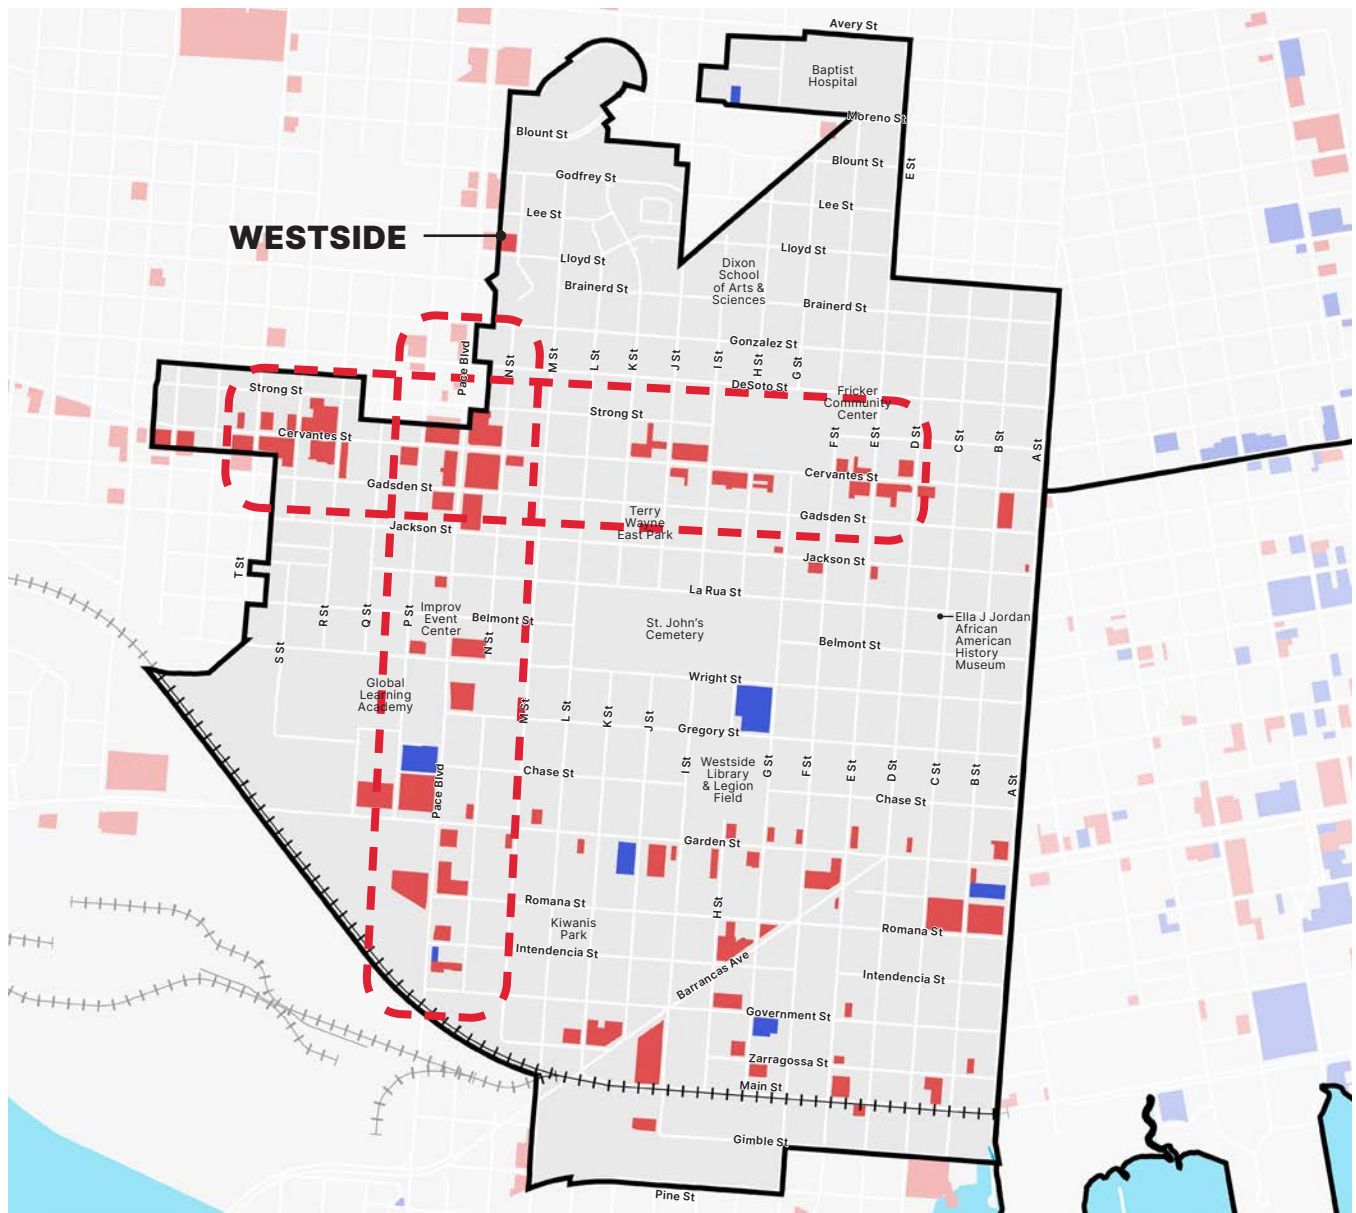 Avery St
Baptist
Hospital
Moreno St
Blount St
Blount St
E St
Godfrey St
Lee St
Lee St
WESTSIDE
Lloyd St
Lloyd St
Dixon
School
of Arts &
Sciences
Brainerd St
Brainerd St
Gonzalez St
Pace Blvd
N St
M St
L St
K St
J St
I St
H St
G St
DeSoto St
Strong St
Fricker
Community
Center
Strong St
Cervantes St
F St
E St
D St
C St
B St
A St
Cervantes St
Gadsden St
Gadsden St
Terry
Wayne
East Park
Jackson St
Jackson St
T St
La Rua St
R St
Q St
P St
Improv
Event
Center
Belmont St
N St
St. John's
Cemetery
Ella J Jordan
African
American
History
Museum
Belmont St
S St
Wright St
Global
Learning
Academy
M St
L St
K St
J St
Gregory St
I St
Westside
Library
& Legion
Field
G St
F St
E St
D St
C St
B St
A St
Pace Blvd
Chase St
Chase St
Garden St
H St
Romana St
Kiwanis
Park
Romana St
Intendencia St
Barrancas Ave
Intendencia St
Government St
Zarragossa St
Main St
Gimble St
Pine St